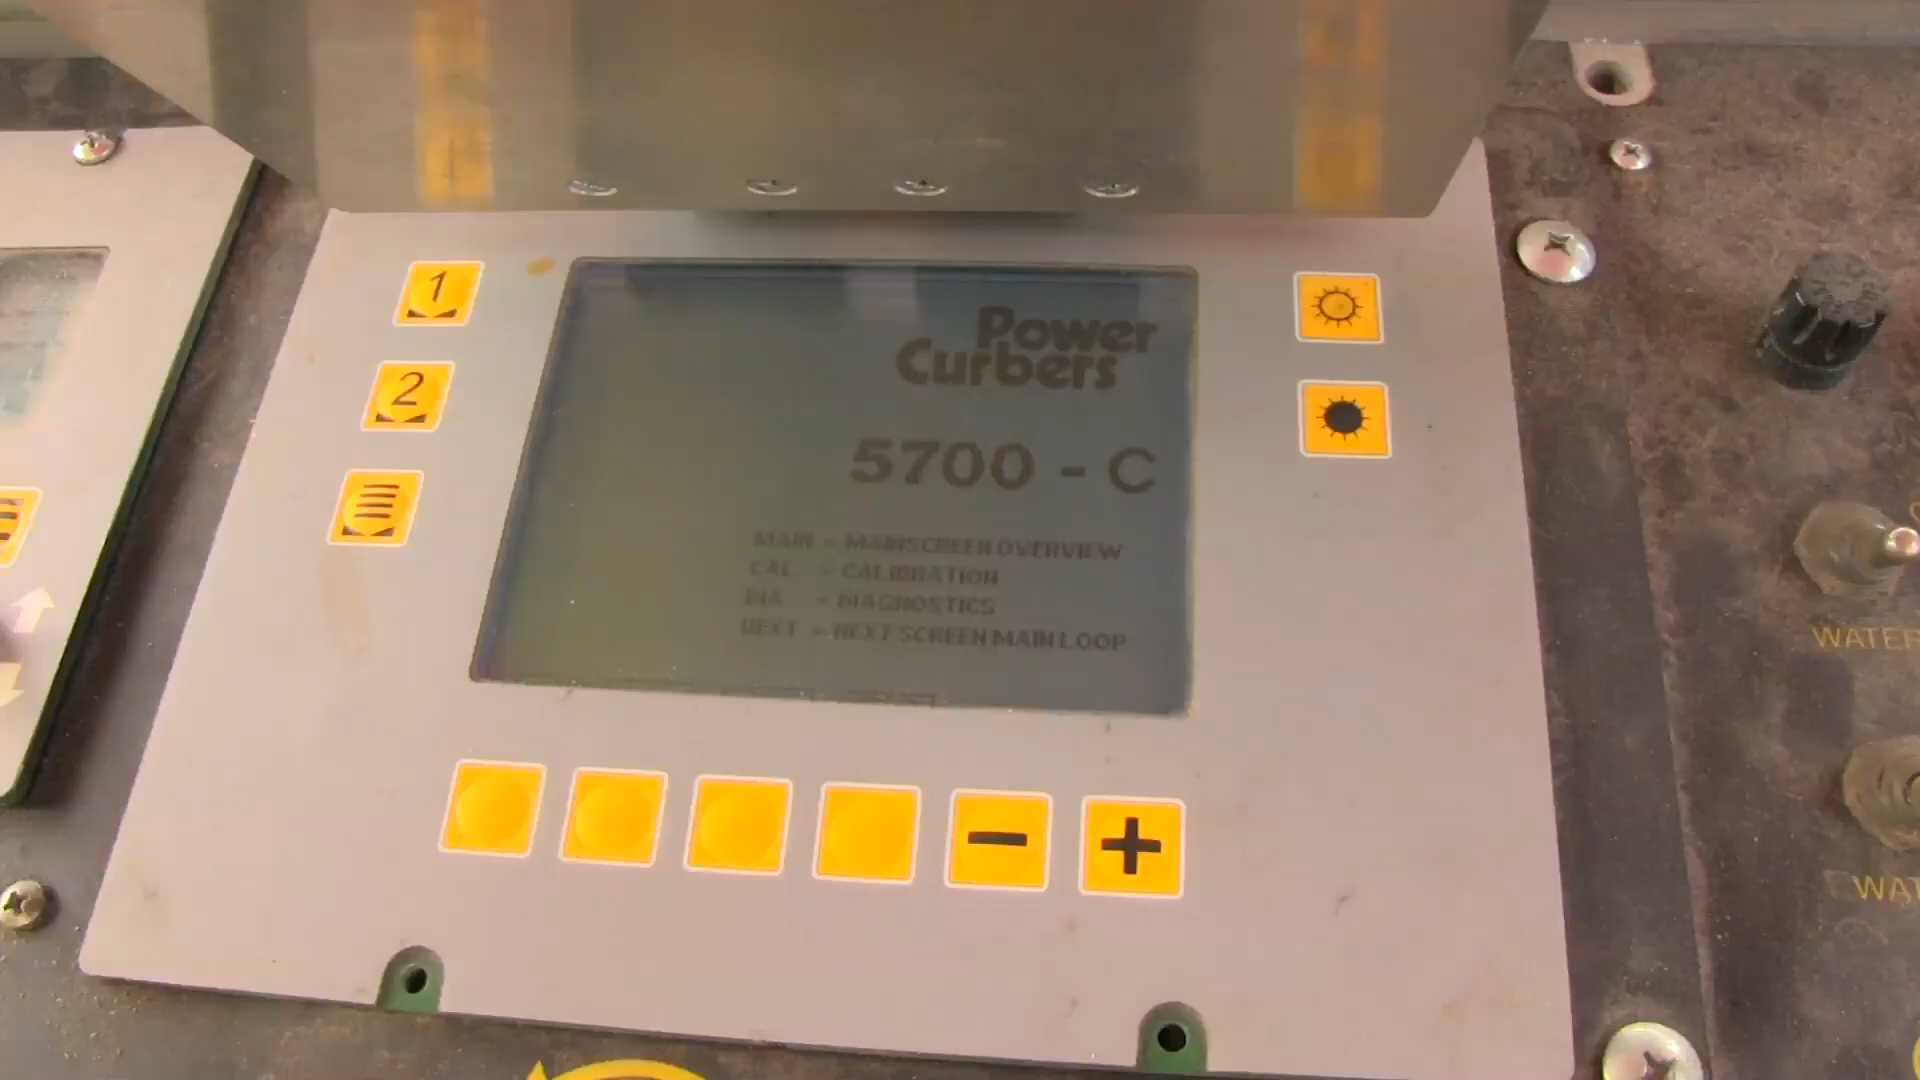 1
2
Power
Curbers
5700 - C
MAIN = MAINSCREEN OVERVIEW
CAL = CALIBRATION
DIA = DIAGNOSTICS
NEXT = NEXT SCREEN MAIN LOOP
− +
WATER